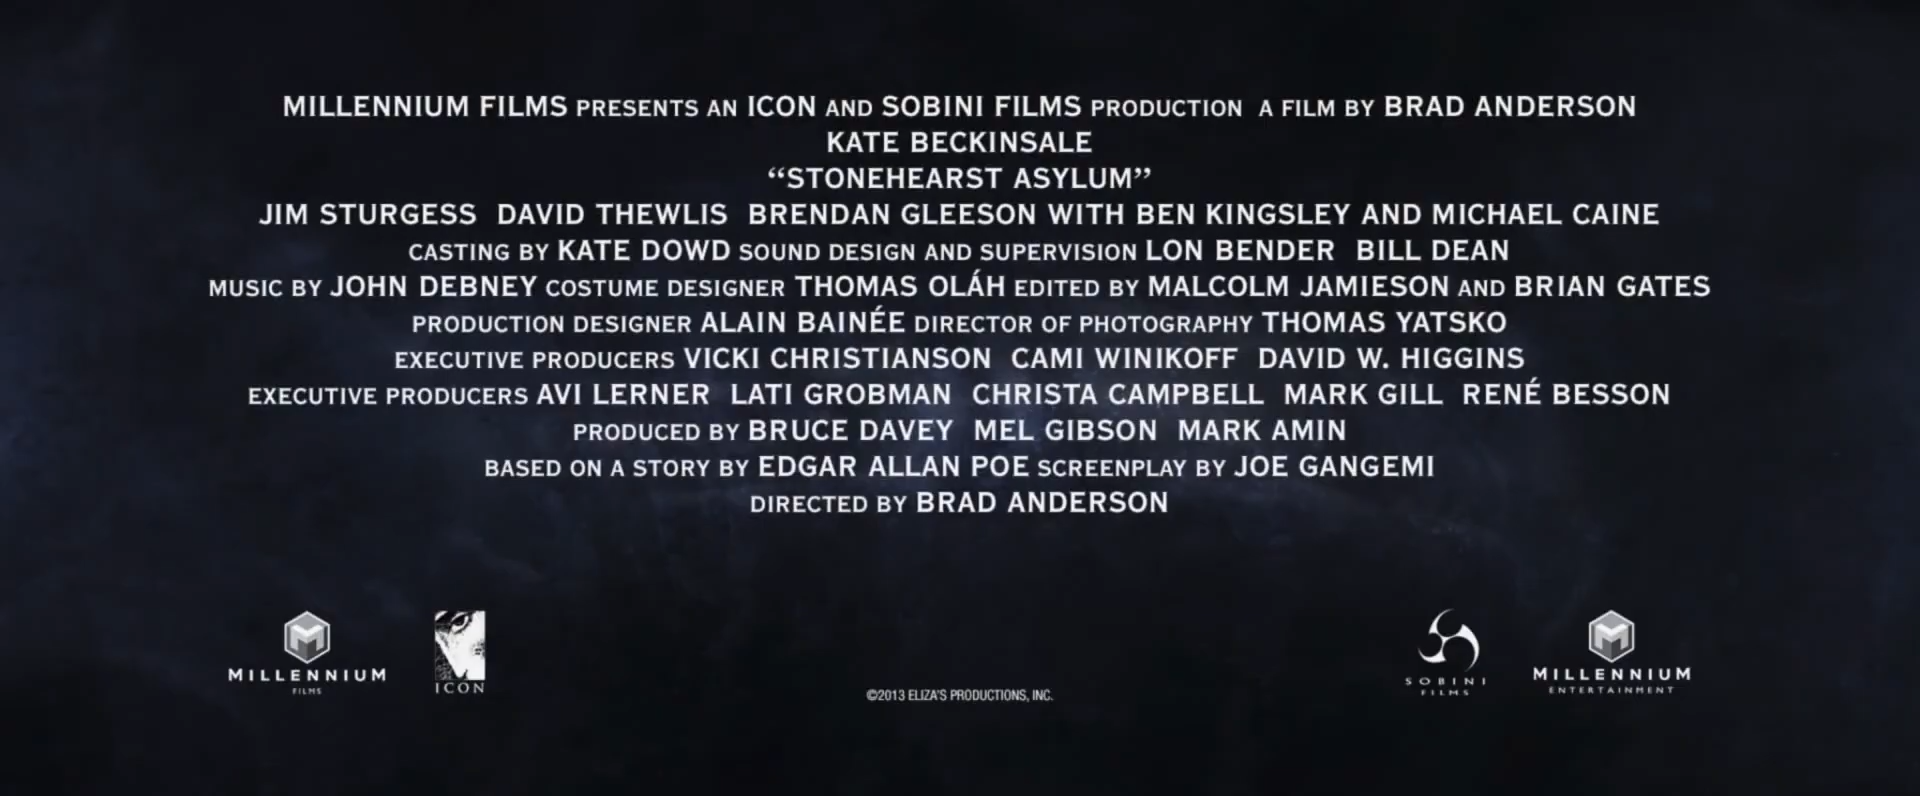 MILLENNIUM FILMS PRESENTS AN ICON AND SOBINI FILMS PRODUCTION A FILM BY BRAD ANDERSON
KATE BECKINSALE
“STONEHEARST ASYLUM”
JIM STURGESS DAVID THEWLIS BRENDAN GLEESON WITH BEN KINGSLEY AND MICHAEL CAINE
CASTING BY KATE DOWD SOUND DESIGN AND SUPERVISION LON BENDER BILL DEAN
MUSIC BY JOHN DEBNEY COSTUME DESIGNER THOMAS OLÁH EDITED BY MALCOLM JAMIESON AND BRIAN GATES
PRODUCTION DESIGNER ALAIN BAINÉE DIRECTOR OF PHOTOGRAPHY THOMAS YATSKO
EXECUTIVE PRODUCERS VICKI CHRISTIANSON CAMI WINIKOFF DAVID W. HIGGINS
EXECUTIVE PRODUCERS AVI LERNER LATI GROBMAN CHRISTA CAMPBELL MARK GILL RENÉ BESSON
PRODUCED BY BRUCE DAVEY MEL GIBSON MARK AMIN
BASED ON A STORY BY EDGAR ALLAN POE SCREENPLAY BY JOE GANGEMI
DIRECTED BY BRAD ANDERSON
MILLENNIUM
FILMS
ICON
©2013 ELIZA'S PRODUCTIONS, INC.
SOBINI
FILMS
MILLENNIUM
ENTERTAINMENT